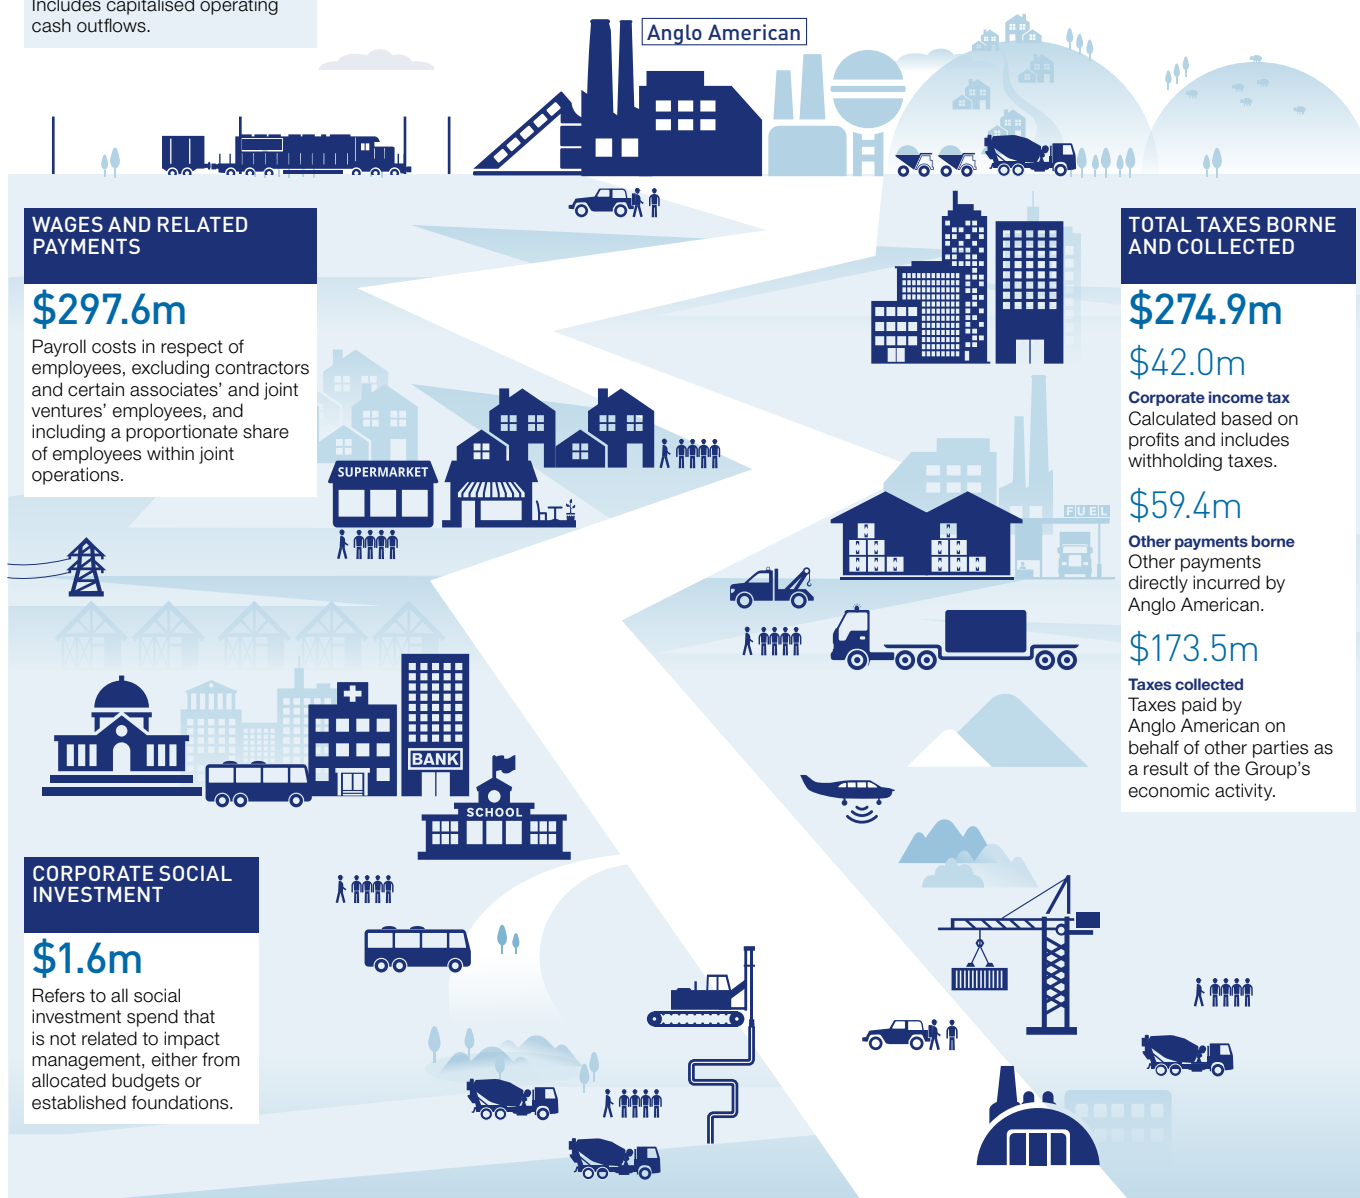 Includes capitalised operating
cash outflows.
Anglo American
WAGES AND RELATED
PAYMENTS
$297.6m
Payroll costs in respect of
employees, excluding contractors
and certain associates’ and joint
ventures’ employees, and
including a proportionate share
of employees within joint
operations.
TOTAL TAXES BORNE
AND COLLECTED
$274.9m
$42.0m
Corporate income tax
Calculated based on
profits and includes
withholding taxes.
$59.4m
Other payments borne
Other payments
directly incurred by
Anglo American.
$173.5m
Taxes collected
Taxes paid by
Anglo American on
behalf of other parties as
a result of the Group’s
economic activity.
SUPERMARKET
FUEL
BANK
SCHOOL
CORPORATE SOCIAL
INVESTMENT
$1.6m
Refers to all social
investment spend that
is not related to impact
management, either from
allocated budgets or
established foundations.